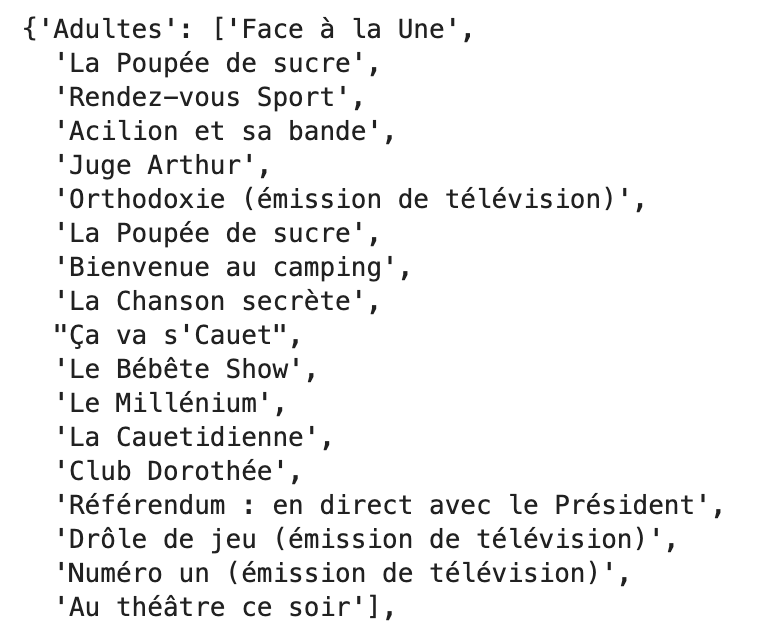 {'Adultes': ['Face à la Une',
'La Poupée de sucre',
'Rendez-vous Sport',
'Acilion et sa bande',
'Juge Arthur',
'Orthodoxie (émission de télévision)',
'La Poupée de sucre',
'Bienvenue au camping',
'La Chanson secrète',
"Ça va s'Cauet",
'Le Bébête Show',
'Le Millénium',
'La Cauetidienne',
'Club Dorothée',
'Référendum : en direct avec le Président',
'Drôle de jeu (émission de télévision)',
'Numéro un (émission de télévision)',
'Au théâtre ce soir'],